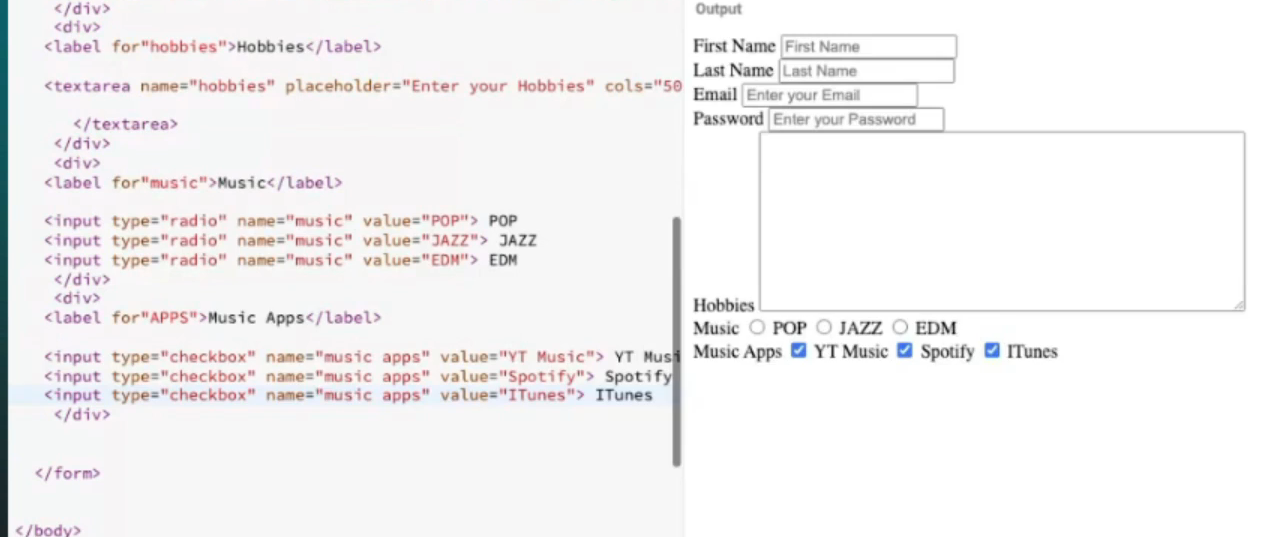 </div>
<div>
<label for"hobbies">Hobbies</label>
<textarea name="hobbies" placeholder="Enter your Hobbies" cols="50
</textarea>
</div>
<div>
<label for"music">Music</label>
<input type="radio" name="music" value="POP"> POP
<input type="radio" name="music" value="JAZZ"> JAZZ
<input type="radio" name="music" value="EDM"> EDM
</div>
<div>
<label for"APPS">Music Apps</label>
<input type="checkbox" name="music apps" value="YT Music"> YT Musi
<input type="checkbox" name="music apps" value="Spotify"> Spotify
<input type="checkbox" name="music apps" value="ITunes"> ITunes
</div>
</form>
</body>
Output
First Name First Name
Last Name Last Name
Email Enter your Email
Password Enter your Password
Hobbies
Music POP JAZZ EDM
Music Apps YT Music Spotify ITunes